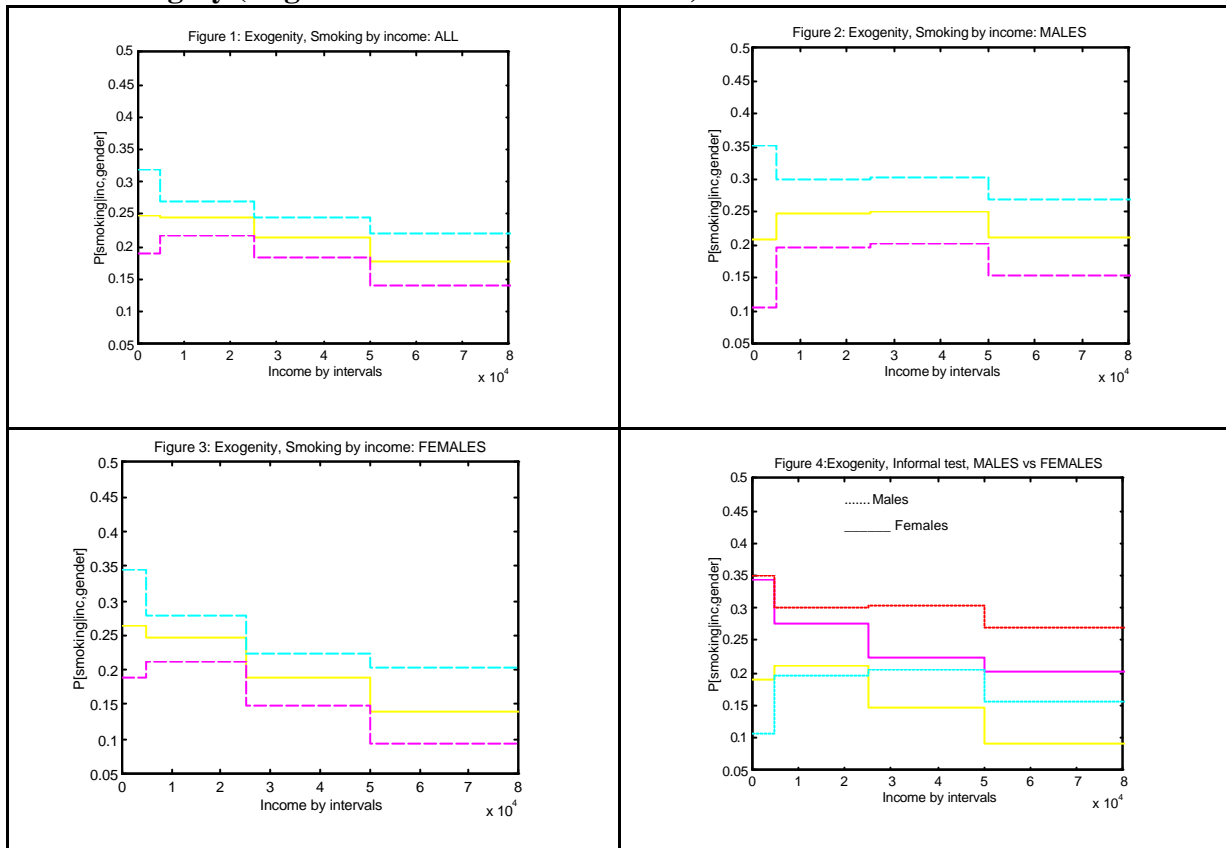 Figure 1: Exogenity, Smoking by income: ALL
0.5
0.45
0.4
0.35
0.3
0.25
0.2
0.15
0.1
0.05
P[smoking|inc,gender]
0 1 2 3 4 5 6 7 8
Income by intervals
x 10^4
Figure 2: Exogenity, Smoking by income: MALES
0.5
0.45
0.4
0.35
0.3
0.25
0.2
0.15
0.1
0.05
P[smoking|inc,gender]
0 1 2 3 4 5 6 7 8
Income by intervals
x 10^4
Figure 3: Exogenity, Smoking by income: FEMALES
0.5
0.45
0.4
0.35
0.3
0.25
0.2
0.15
0.1
0.05
P[smoking|inc,gender]
0 1 2 3 4 5 6 7 8
Income by intervals
x 10^4
Figure 4:Exogenity, Informal test, MALES vs FEMALES
....... Males
______ Females
0.5
0.45
0.4
0.35
0.3
0.25
0.2
0.15
0.1
0.05
P[smoking|inc,gender]
0 1 2 3 4 5 6 7 8
Income by intervals
x 10^4